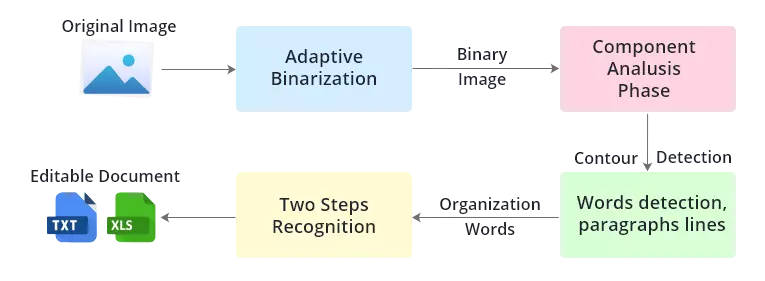 Original Image
Adaptive
Binarization
Binary
Image
Component
Analysis
Phase
Contour Detection
Words detection,
paragraphs lines
Organization
Words
Two Steps
Recognition
Editable Document
TXT
XLS